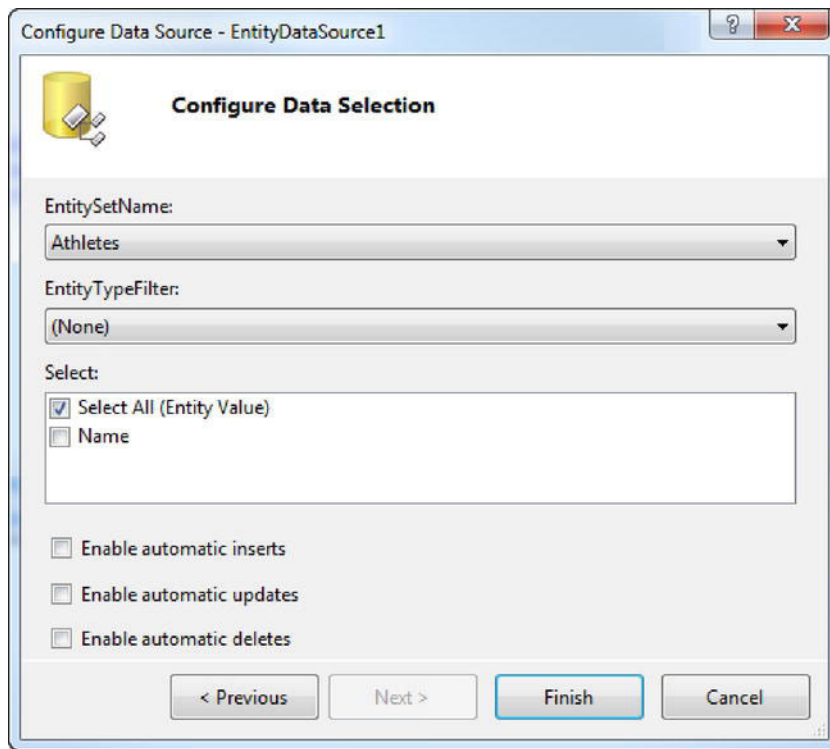 Configure Data Source - EntityDataSource1
Configure Data Selection
EntitySetName:
Athletes
EntityTypeFilter:
(None)
Select:
Select All (Entity Value)
Name
Enable automatic inserts
Enable automatic updates
Enable automatic deletes
< Previous Next > Finish Cancel